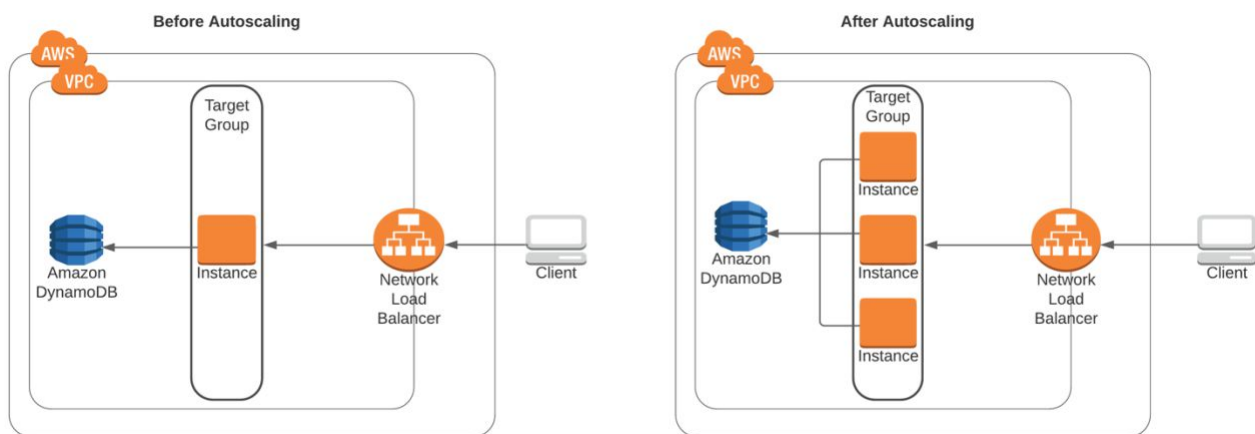 Before Autoscaling
AWS
VPC
Target
Group
Instance
Amazon
DynamoDB
Network
Load
Balancer
Client
After Autoscaling
AWS
VPC
Target
Group
Instance
Instance
Instance
Amazon
DynamoDB
Network
Load
Balancer
Client